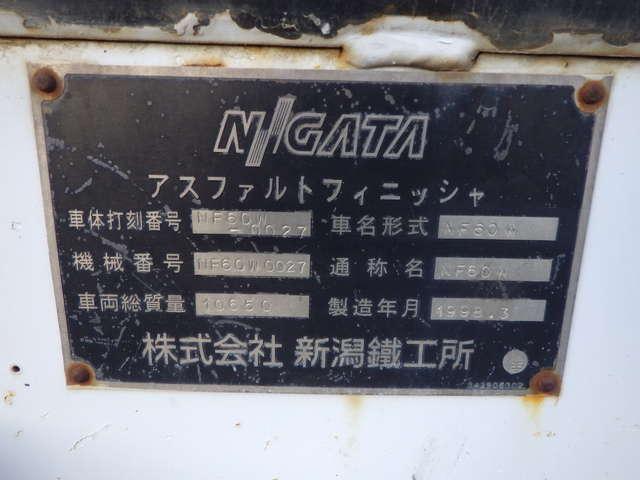 NIIGATA
アスファルトフィニッシャ
車体打刻番号 NF60W-0027 車名形式 NF60W
機械番号 NF60W0027 通称名 NF60W
車両総質量 10650 製造年月 1998.3
株式会社 新潟鐵工所